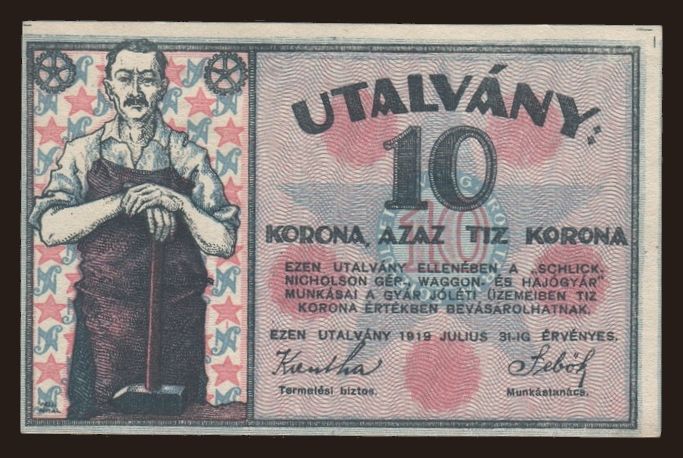 UTALVÁNY:
10
10
KORONA, AZAZ TIZ KORONA
EZEN UTALVÁNY ELLENÉBEN A „SCHLICK-
NICHOLSON GÉP-, WAGGON- ÉS HAJÓGYÁR”
MUNKÁSAI A GYÁR JÓLÉTI ÜZEMEIBEN TIZ
KORONA ÉRTÉKBEN BEVÁSÁROLHATNAK.
EZEN UTALVÁNY 1919 JULIUS 31-IG ÉRVÉNYES.
Termelési biztos. Munkástanács.